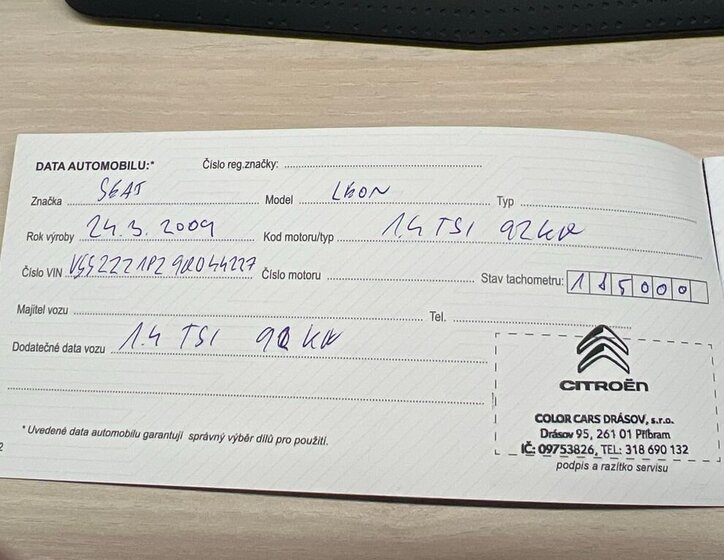 DATA AUTOMOBILU:* Číslo reg.značky:
Značka SEAT Model LEON Typ
Rok výroby 24.3.2009 Kód motoru/typ 1.4 TSI 92kW
Číslo VIN Číslo motoru Stav tachometru: 185000
Majitel vozu Tel.
Dodatečné data vozu 1.4 TSI 92 kW
CITROËN
COLOR CARS DRÁSOV, s.r.o.
Drásov 95, 261 01 Příbram
IČ: 09753826, TEL: 318 690 132
podpis a razítko servisu
* Uvedené data automobilu garantují správný výběr dílů pro použití.
2